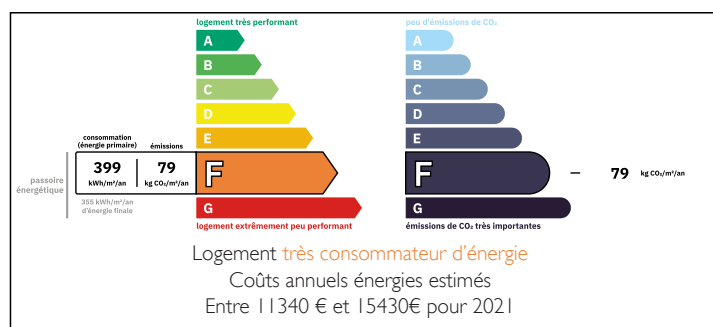 logement très performant
peu d'émissions de CO₂
A
A
B
B
C
C
D
D
consommation
(énergie primaire)
émissions
E
E
passoire
énergétique
399
kWh/m²/an
79
kg CO₂/m²/an
F
F
79 kg CO₂/m²/an
355 kWh/m²/an
d'énergie finale
G
G
logement extrêmement peu performant
émissions de CO₂ très importantes
Logement très consommateur d'énergie
Coûts annuels énergies estimés
Entre 11340 € et 15430€ pour 2021